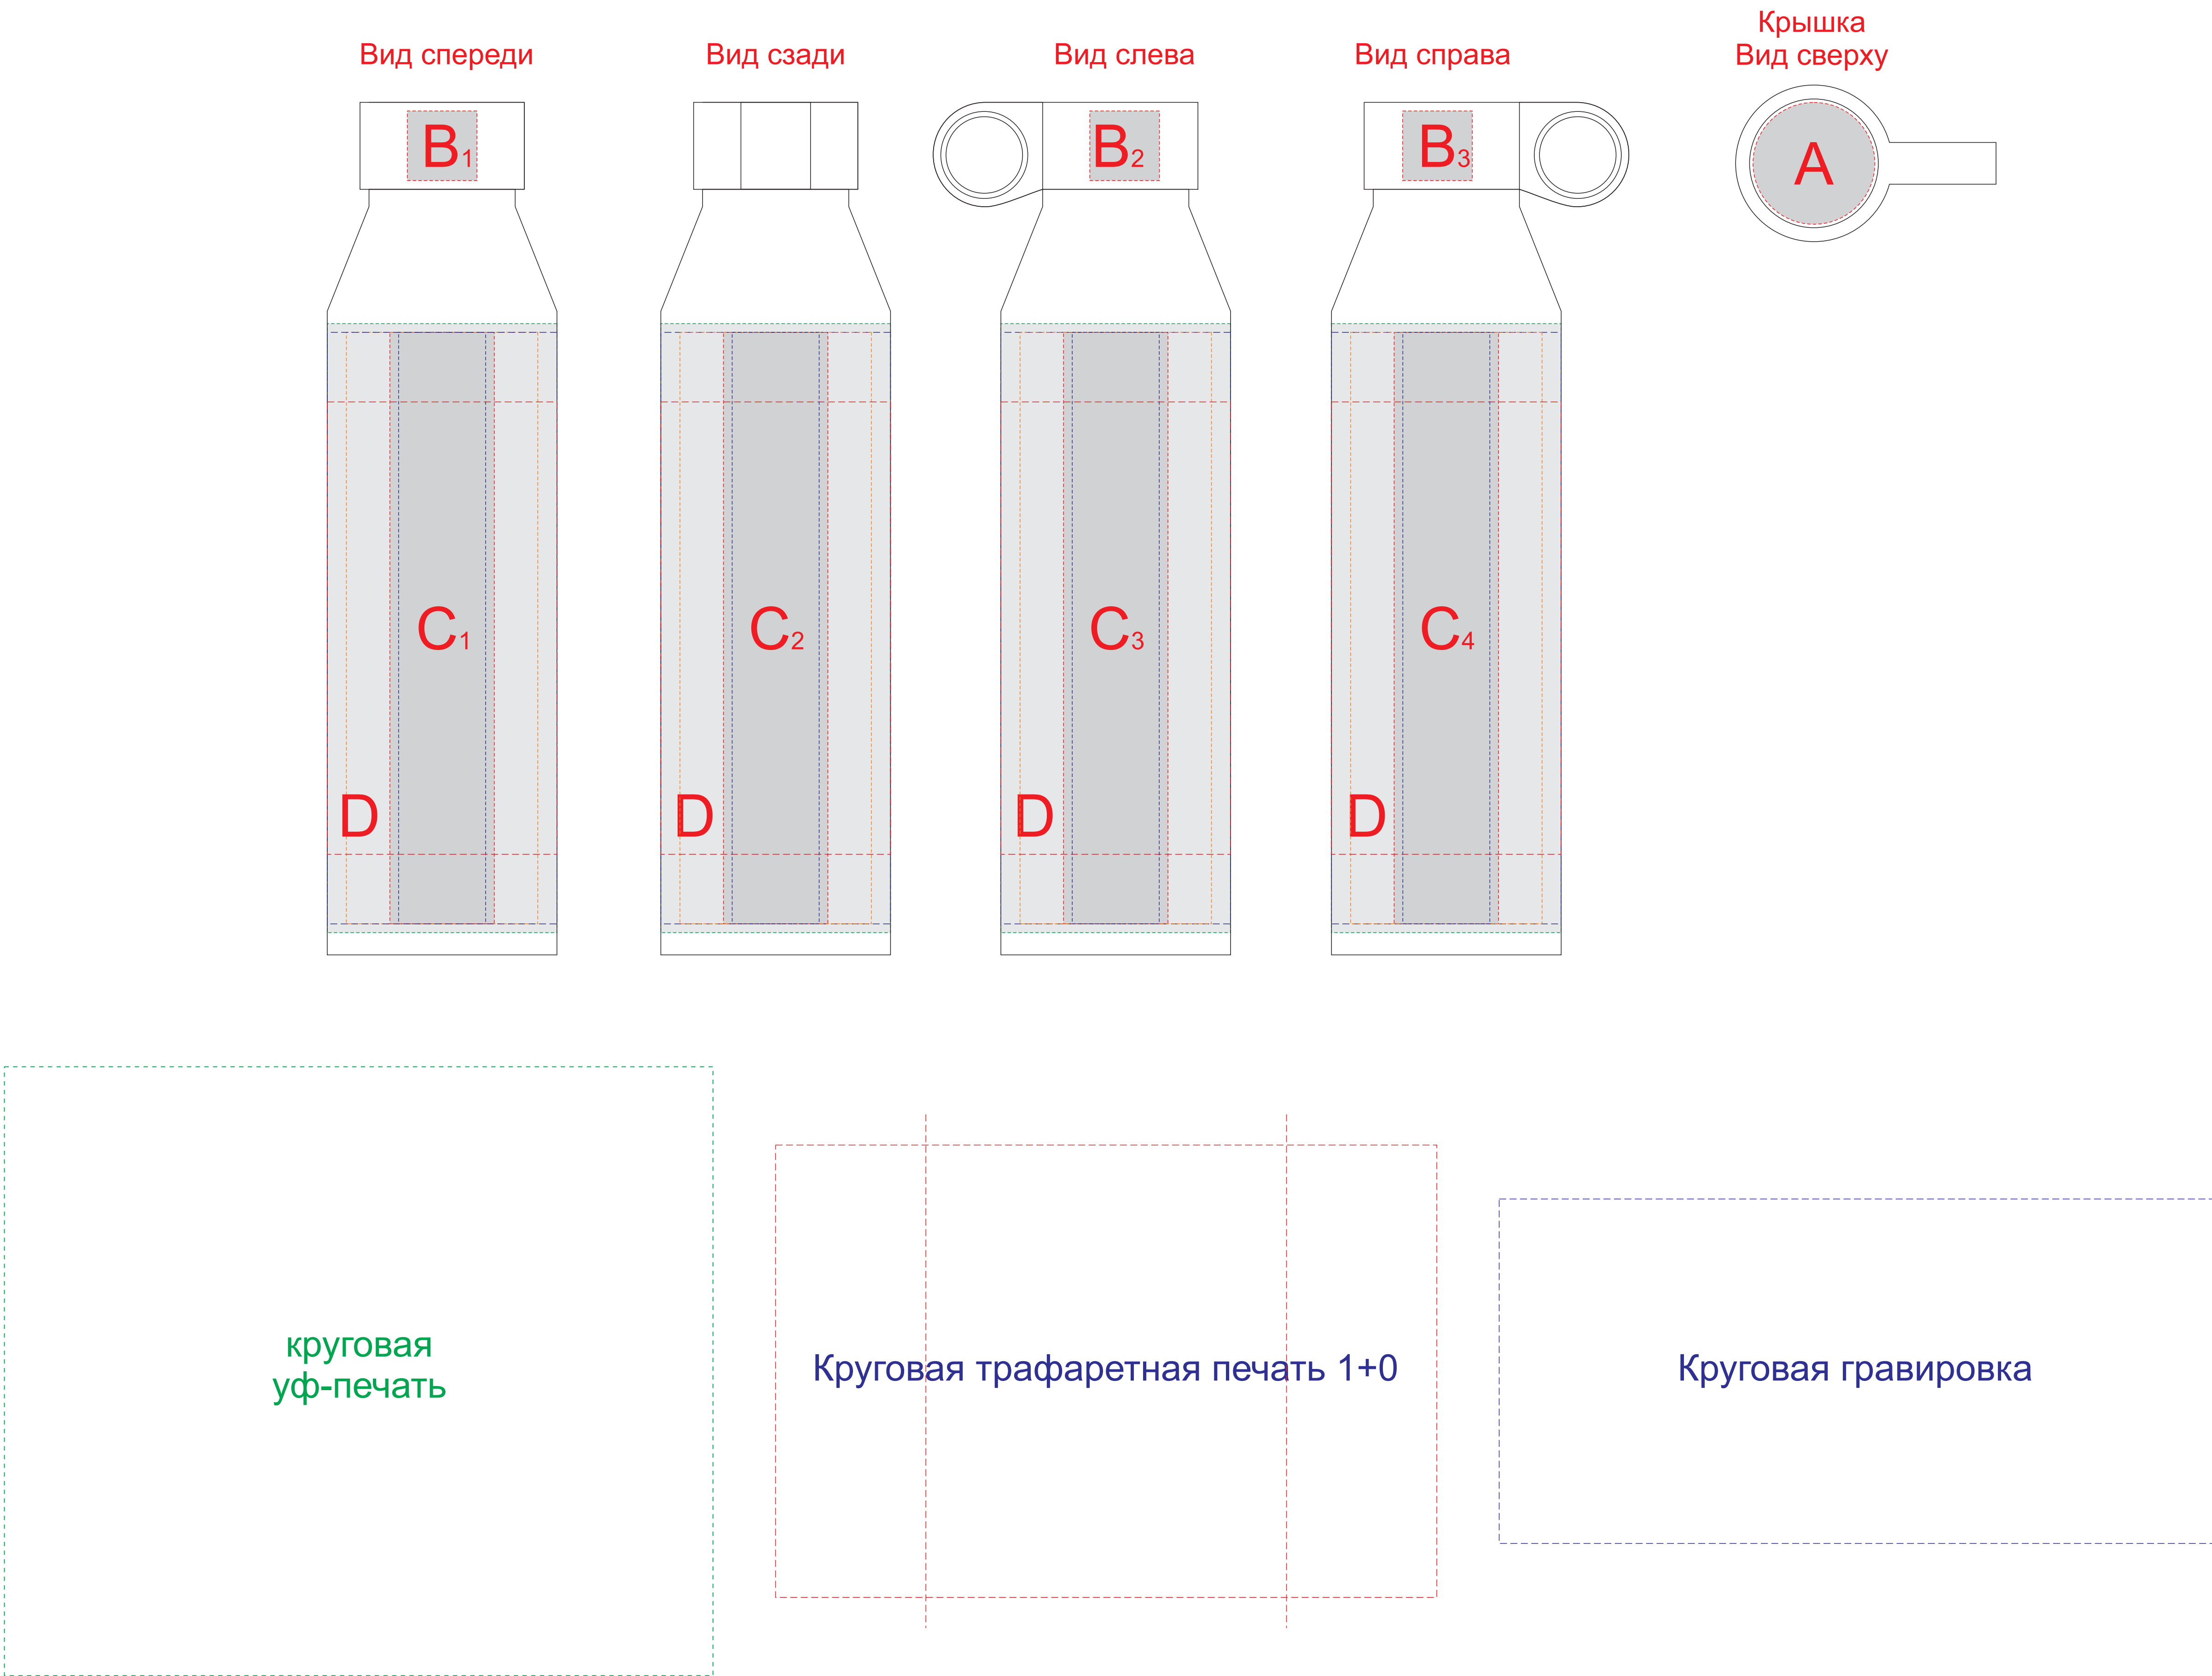 Вид спереди
Вид сзади
Вид слева
Вид справа
Крышка
Вид сверху
B1
B2
B3
A
C1
C2
C3
C4
D
D
D
D
круговая
уф-печать
Круговая трафаретная печать 1+0
Круговая гравировка